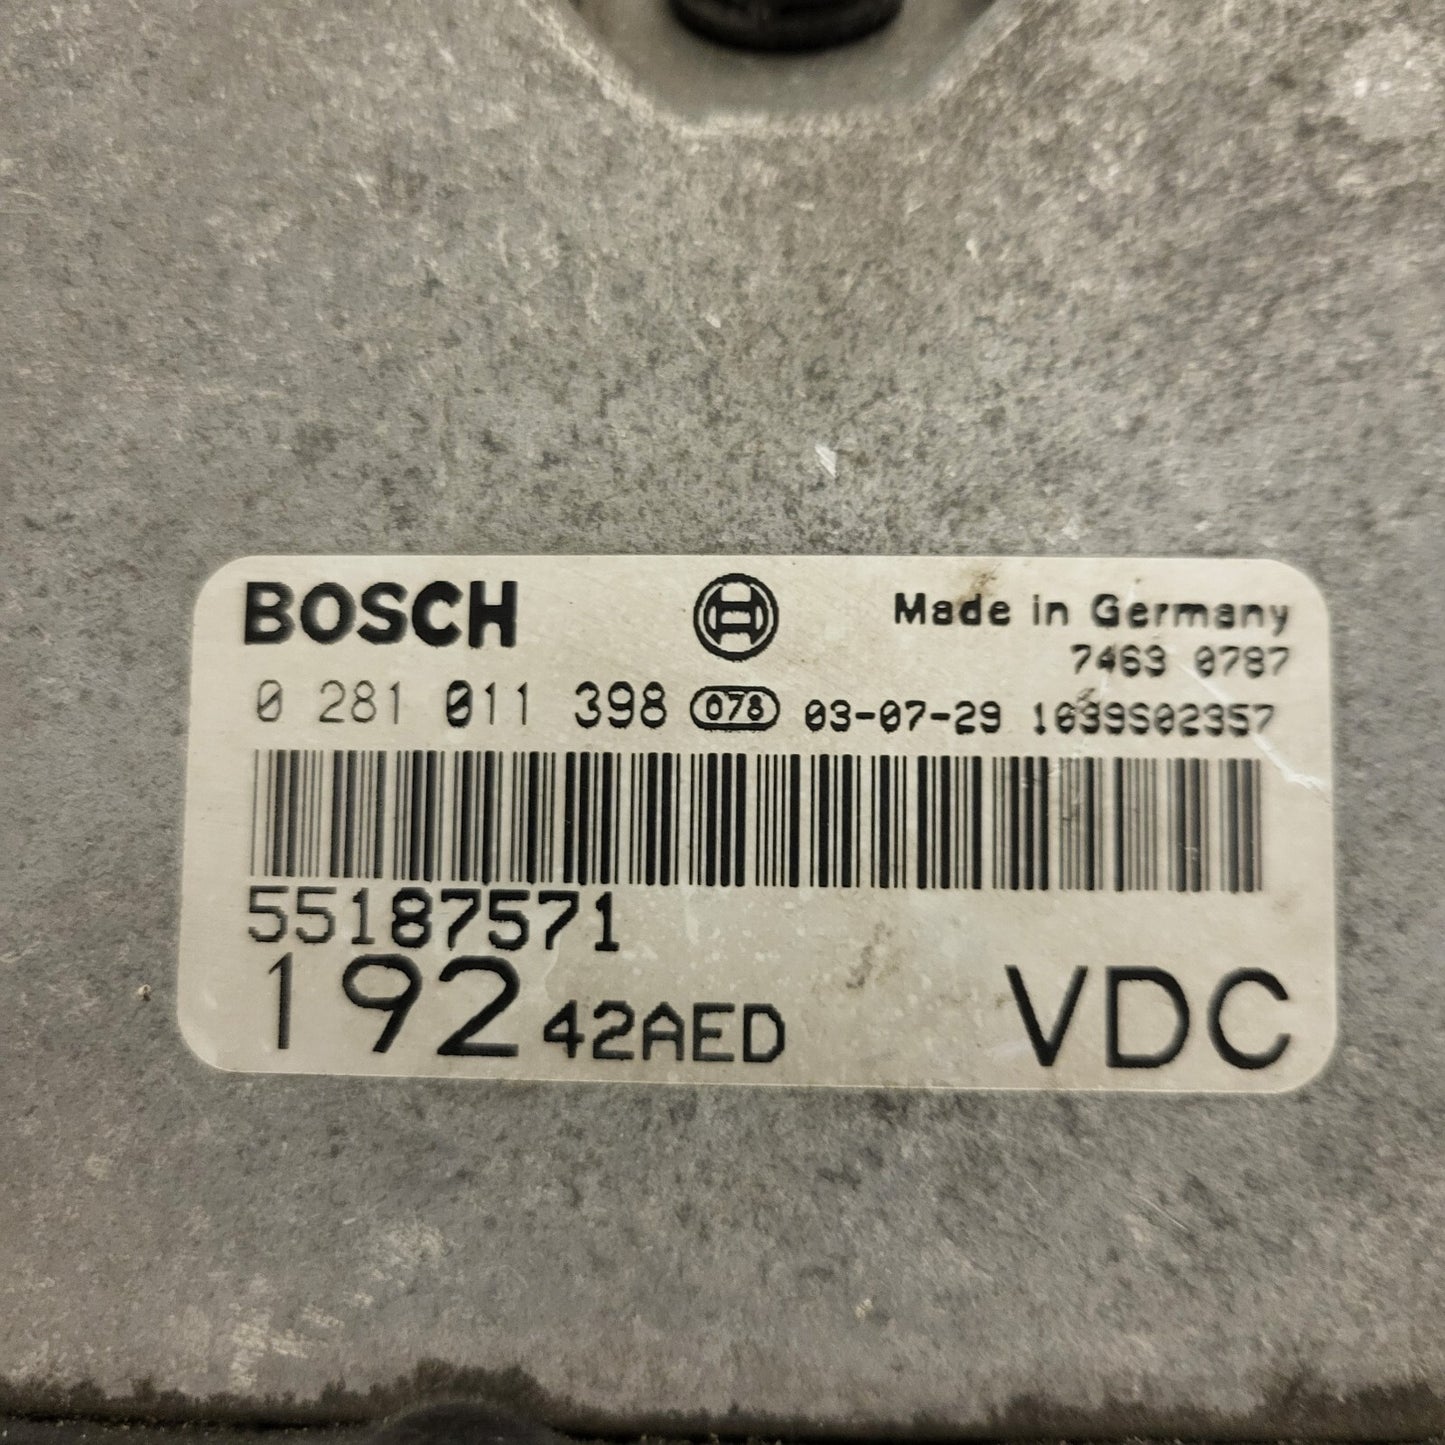 BOSCH
Made in Germany
7463 0787
0 281 011 398 078 03-07-29 1039S02357
55187571
192 42AED VDC